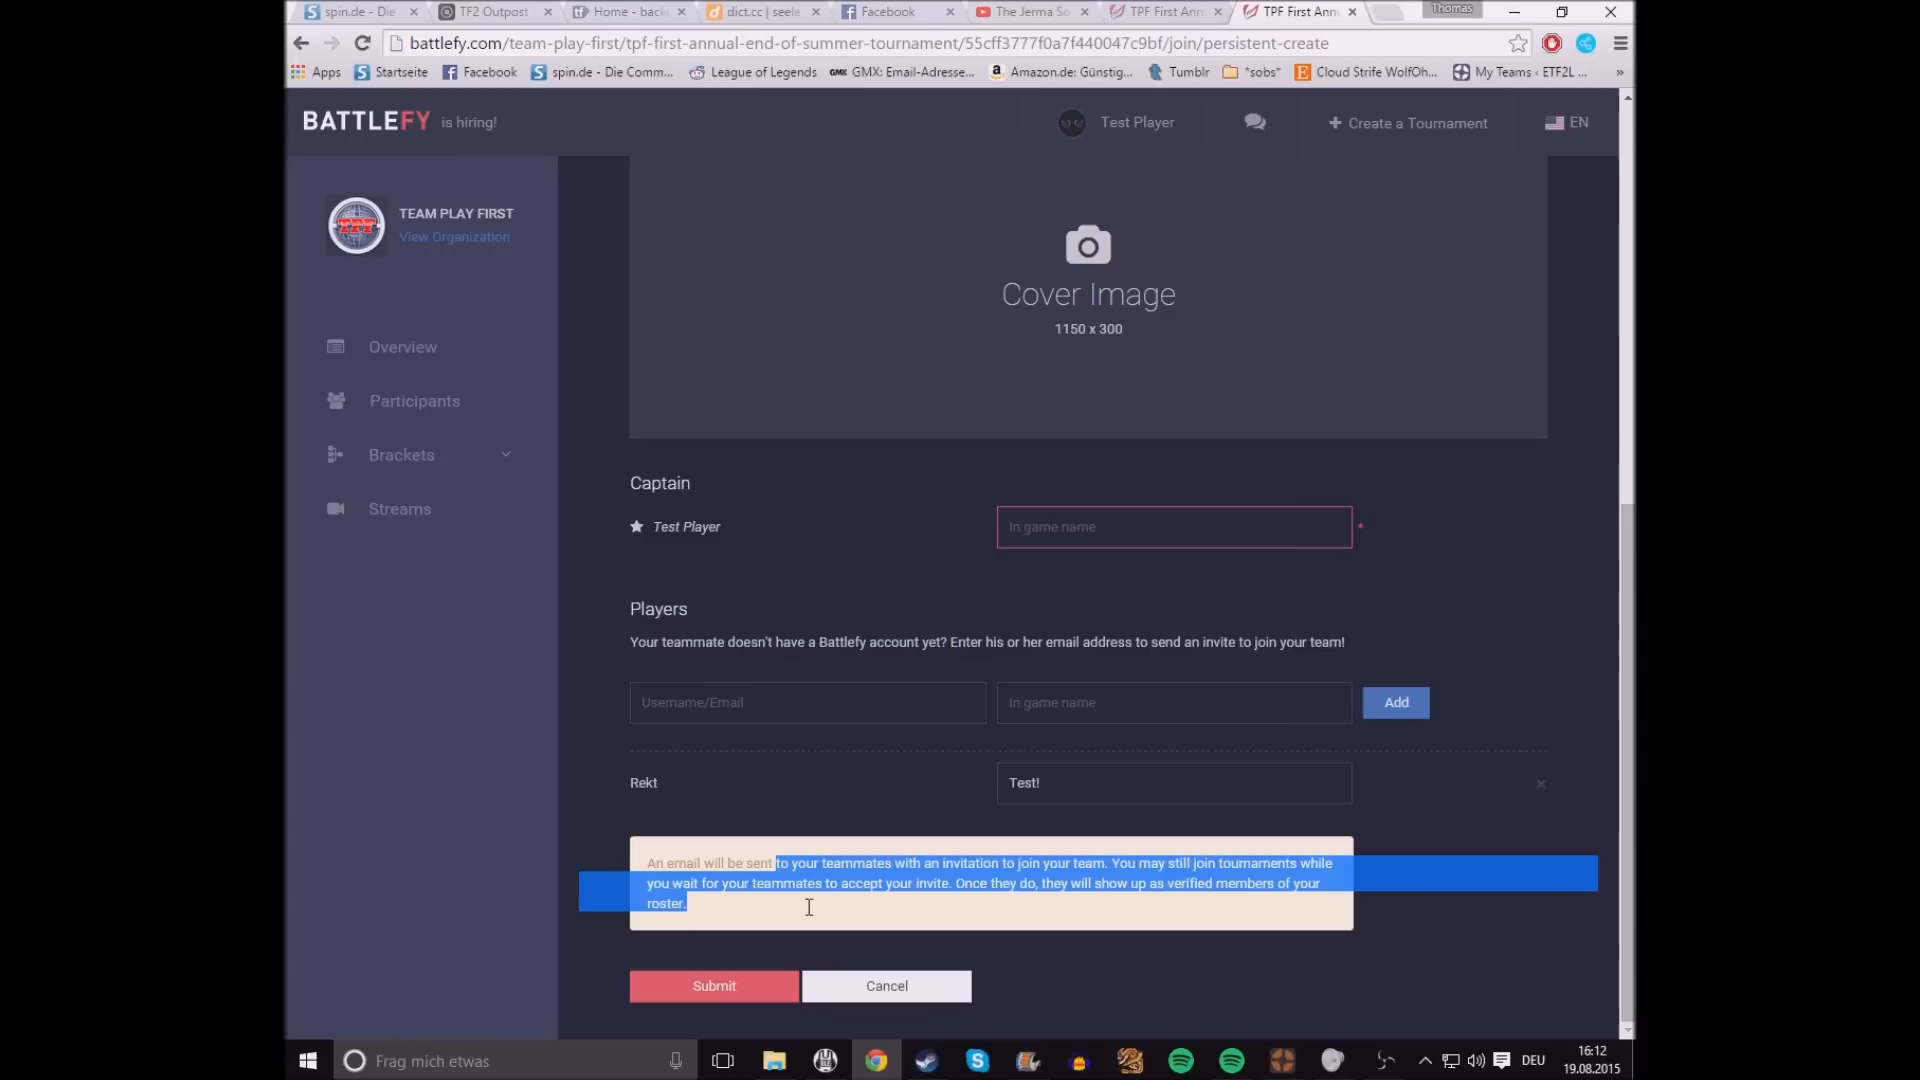 spin.de - Die
TF2 Outpost
Home - back
dict.cc | seele
Facebook
The Jerma So
TPF First Ann
TPF First Ann
Thomas
battlefy.com/team-play-first/tpf-first-annual-end-of-summer-tournament/55cff3777f0a7f440047c9bf/join/persistent-create
Apps
Startseite
Facebook
spin.de - Die Comm...
League of Legends
GMX: Email-Adresse...
Amazon.de: Günstig...
Tumblr
*sobs*
Cloud Strife WolfOh...
My Teams ‹ ETF2L ...
BATTLEFY is hiring!
Test Player
Create a Tournament
EN
TPF
TEAM PLAY FIRST
View Organization
Overview
Participants
Brackets
Streams
Cover Image
1150 x 300
Captain
Test Player
In game name
*
Players
Your teammate doesn't have a Battlefy account yet? Enter his or her email address to send an invite to join your team!
Username/Email
In game name
Add
Rekt
Test!
An email will be sent to your teammates with an invitation to join your team. You may still join tournaments while
you wait for your teammates to accept your invite. Once they do, they will show up as verified members of your
roster.
Submit
Cancel
Frag mich etwas
DEU
16:12
19.08.2015